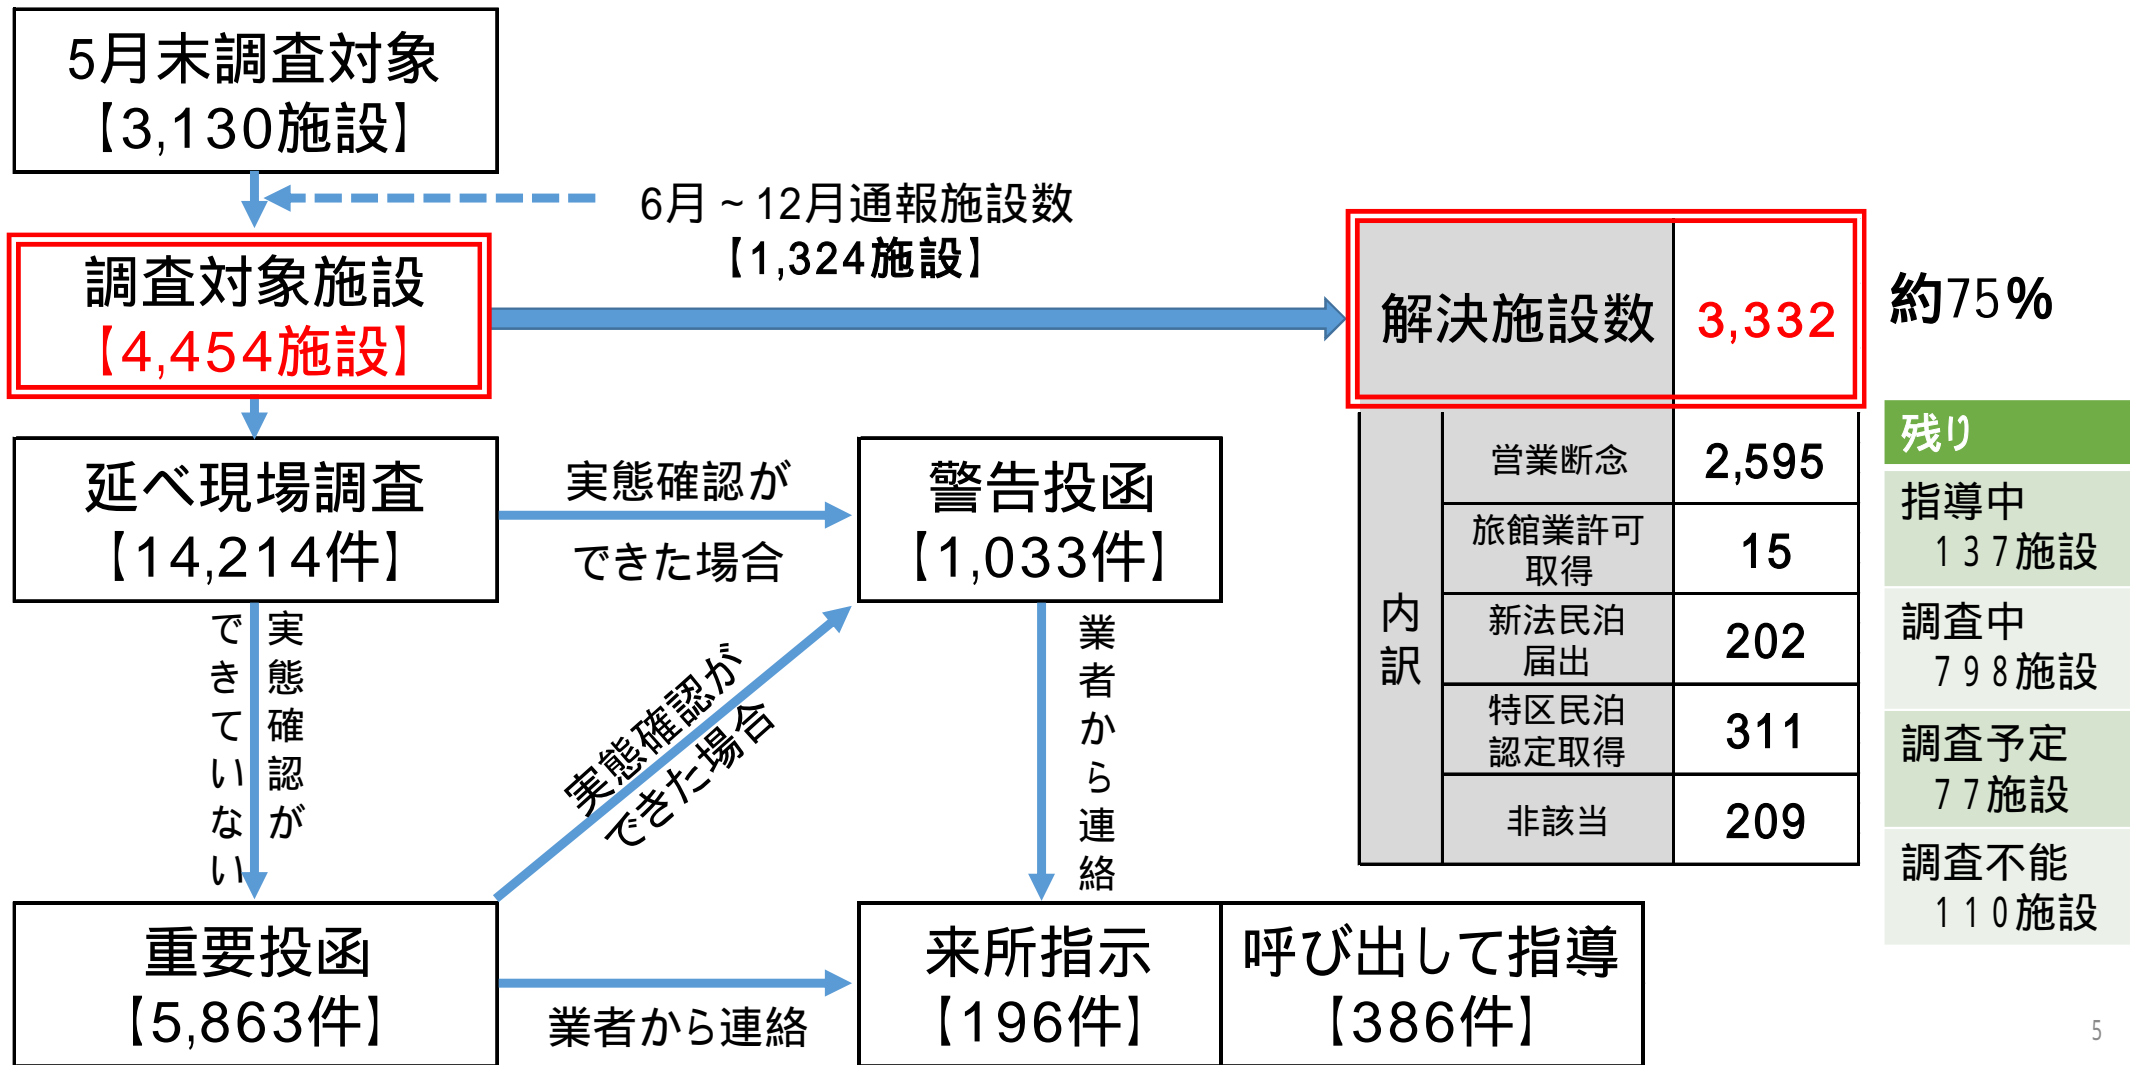 5月末調査対象
【3,130施設】
6月~12月通報施設数
【1,324施設】
調査対象施設
【4,454施設】
解決施設数
3,332
約75%
延べ現場調査
【14,214件】
実態確認が
できた場合
警告投函
【1,033件】
内訳
営業断念
2,595
旅館業許可
取得
15
新法民泊
届出
202
特区民泊
認定取得
311
非該当
209
残り
指導中
137施設
調査中
798施設
調査予定
77施設
調査不能
110施設
実態確認が
できていない
実態確認が
できた場合
業者から連絡
重要投函
【5,863件】
業者から連絡
来所指示
【196件】
呼び出して指導
【386件】
5